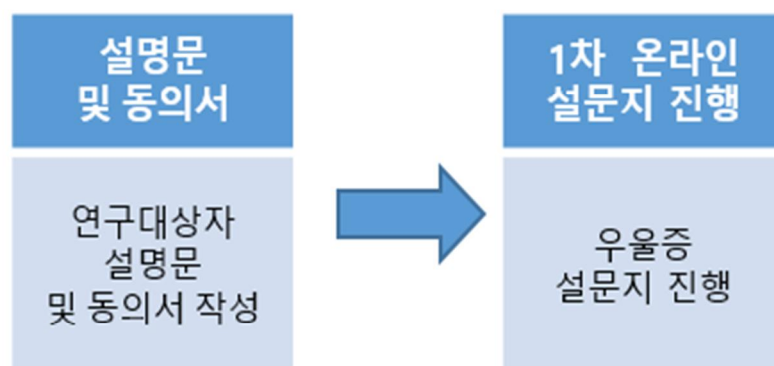 설명문
및 동의서
연구대상자
설명문
및 동의서 작성
1차 온라인
설문지 진행
우울증
설문지 진행